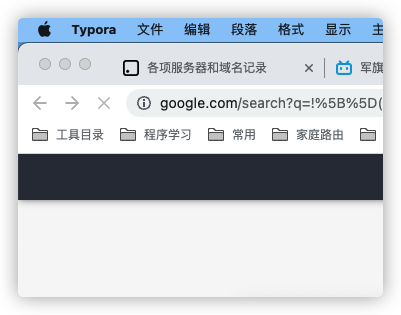 Typora 文件 编辑 段落 格式 显示
各项服务器和域名记录 军旗
google.com/search?q=!%5B%5D(
工具目录 程序学习 常用 家庭路由